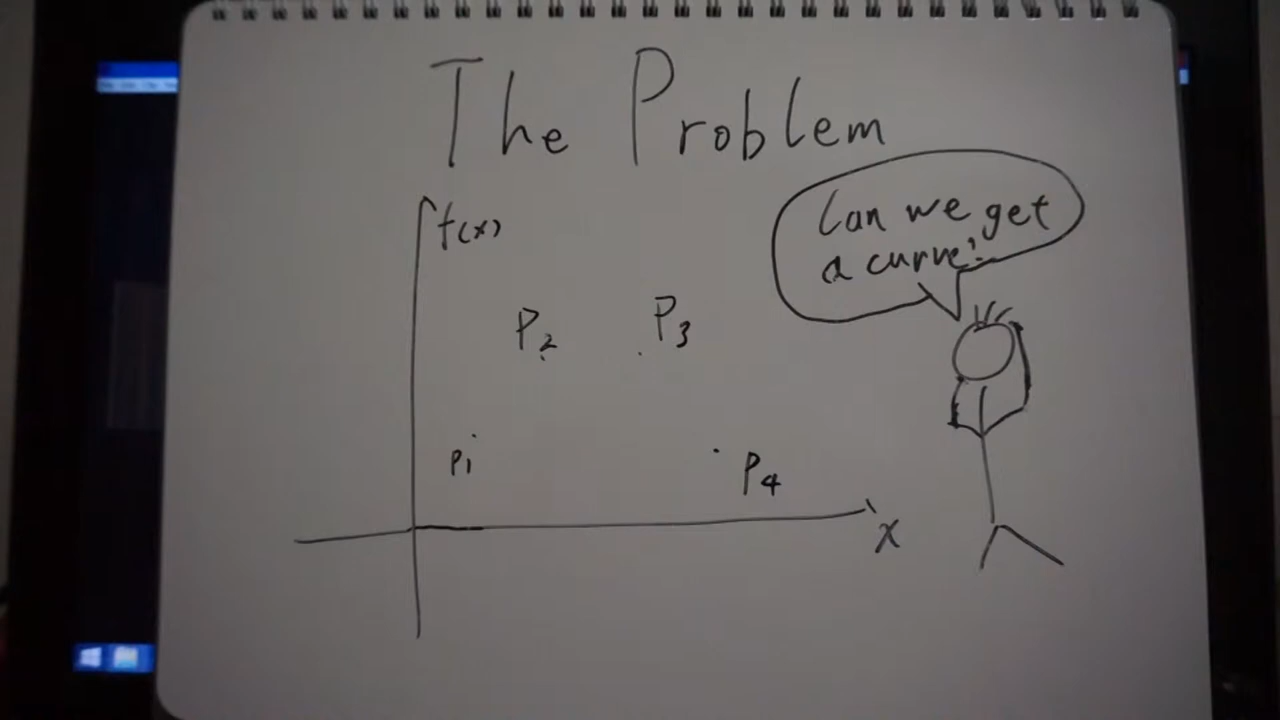 The Problem
f(x)
Can we get
a curve?
P2
P3
P1
P4
x